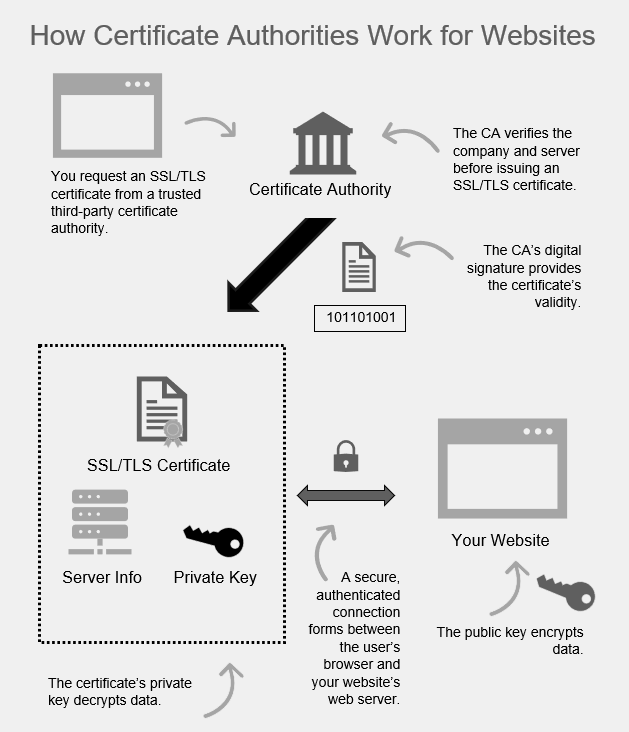 How Certificate Authorities Work for Websites
You request an SSL/TLS
certificate from a trusted
third-party certificate
authority.
Certificate Authority
The CA verifies the
company and server
before issuing an
SSL/TLS certificate.
The CA's digital
signature provides
the certificate's
validity.
101101001
SSL/TLS Certificate
Server Info
Private Key
Your Website
A secure,
authenticated
connection
forms between
the user's
browser and
your website's
web server.
The public key encrypts
data.
The certificate's private
key decrypts data.